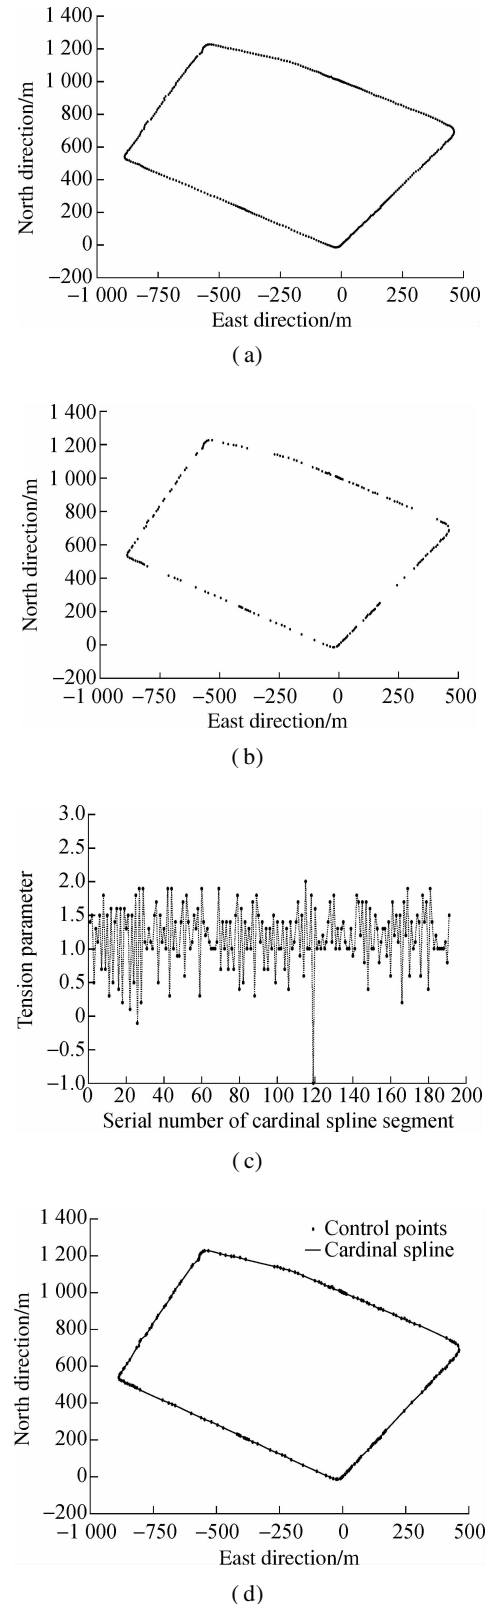 1 400
1 200
1 000
800
600
400
200
0
−200
North direction/m
−1 000 −750 −500 −250 0 250 500
East direction/m
(a)
1 400
1 200
1 000
800
600
400
200
0
−200
North direction/m
−1 000 −750 −500 −250 0 250 500
East direction/m
(b)
3.0
2.5
2.0
1.5
1.0
0.5
0
−0.5
−1.0
Tension parameter
0 20 40 60 80 100 120 140 160 180 200
Serial number of cardinal spline segment
(c)
1 400
1 200
1 000
800
600
400
200
0
−200
North direction/m
Control points
Cardinal spline
−1 000 −750 −500 −250 0 250 500
East direction/m
(d)